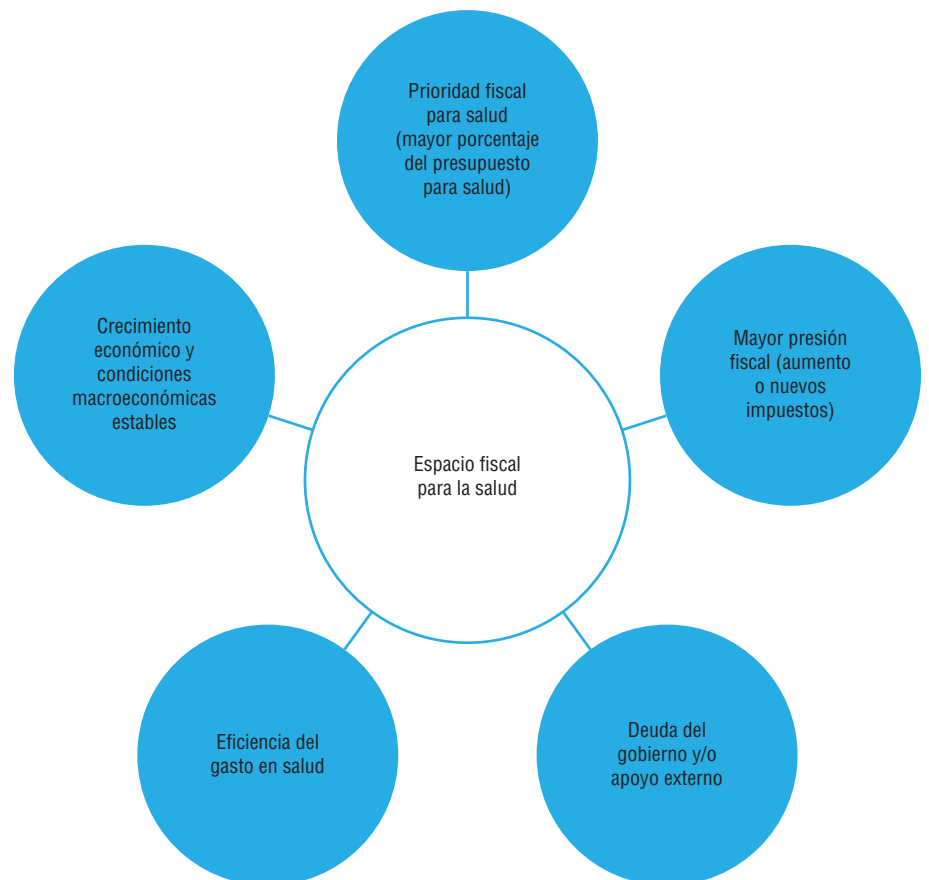 Prioridad fiscal
para salud
(mayor porcentaje
del presupuesto
para salud)
Crecimiento
económico y
condiciones
macroeconómicas
estables
Mayor presión
fiscal (aumento
o nuevos
impuestos)
Espacio fiscal
para la salud
Eficiencia del
gasto en salud
Deuda del
gobierno y/o
apoyo externo